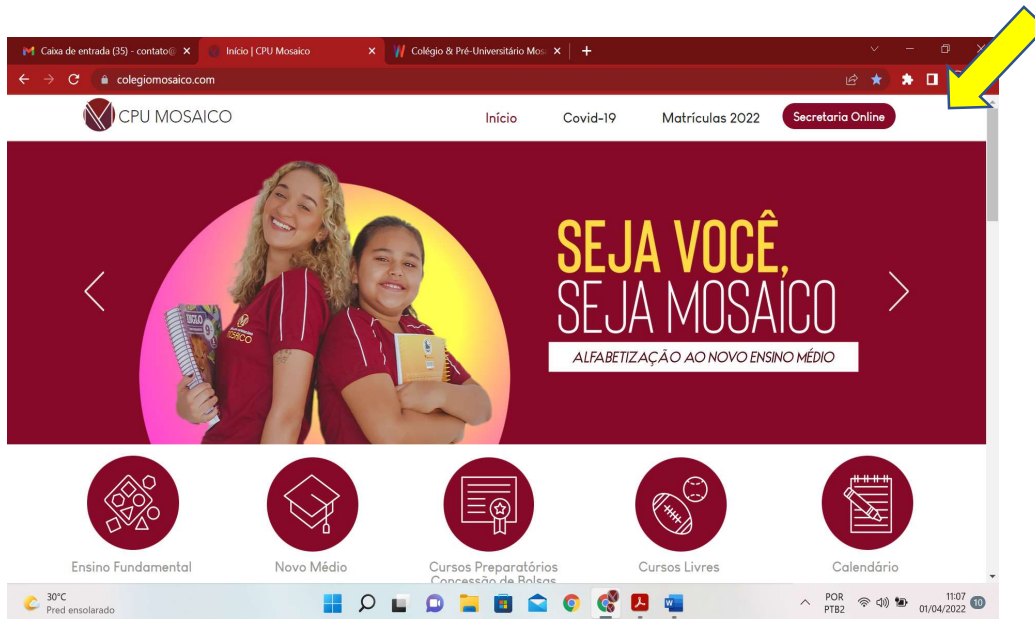 Caixa de entrada (35) - contato@
Início | CPU Mosaico
Colégio & Pré-Universitário Mos
colegiomosaico.com
CPU MOSAICO
Início
Covid-19
Matrículas 2022
Secretaria Online
SEJA VOCÊ,
SEJA MOSAICO
ALFABETIZAÇÃO AO NOVO ENSINO MÉDIO
MOSAICO
Ensino Fundamental
Novo Médio
Cursos Preparatórios
Concessão de Bolsas
Cursos Livres
Calendário
30°C
Pred ensolarado
POR
PTB2
11:07
01/04/2022
10